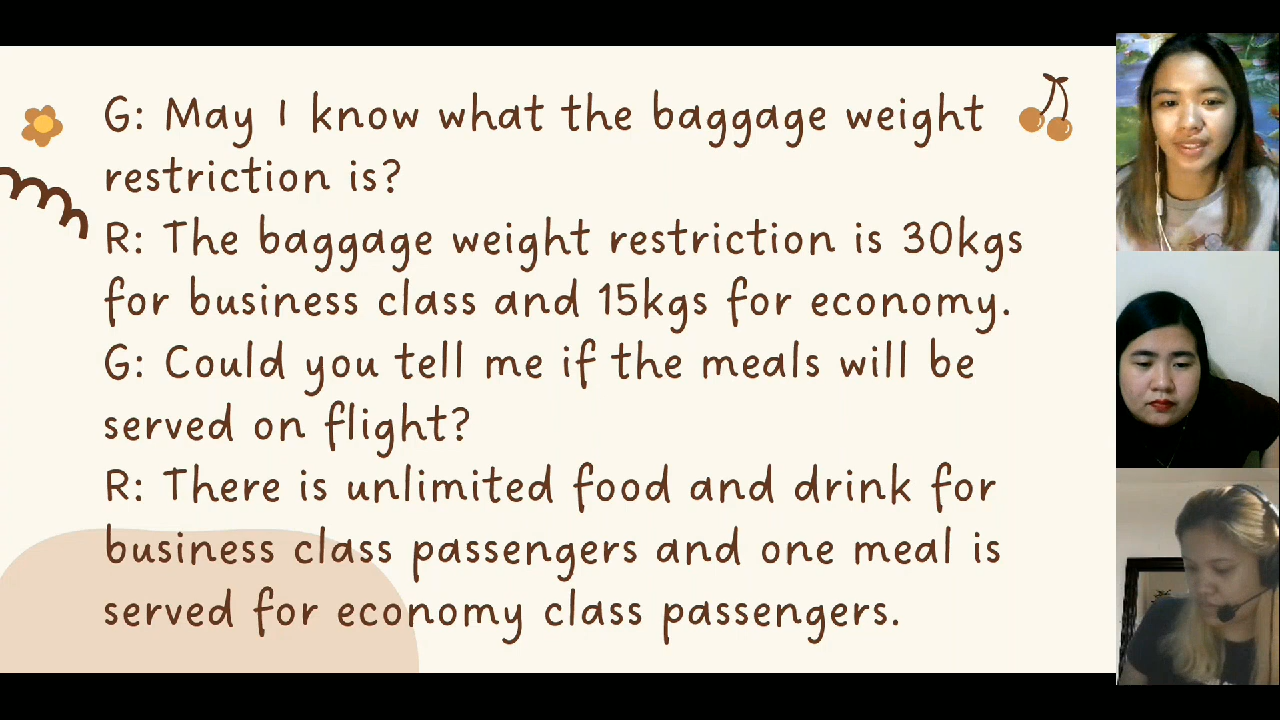 G: May I know what the baggage weight
restriction is?
R: The baggage weight restriction is 30kgs
for business class and 15kgs for economy.
G: Could you tell me if the meals will be
served on flight?
R: There is unlimited food and drink for
business class passengers and one meal is
served for economy class passengers.